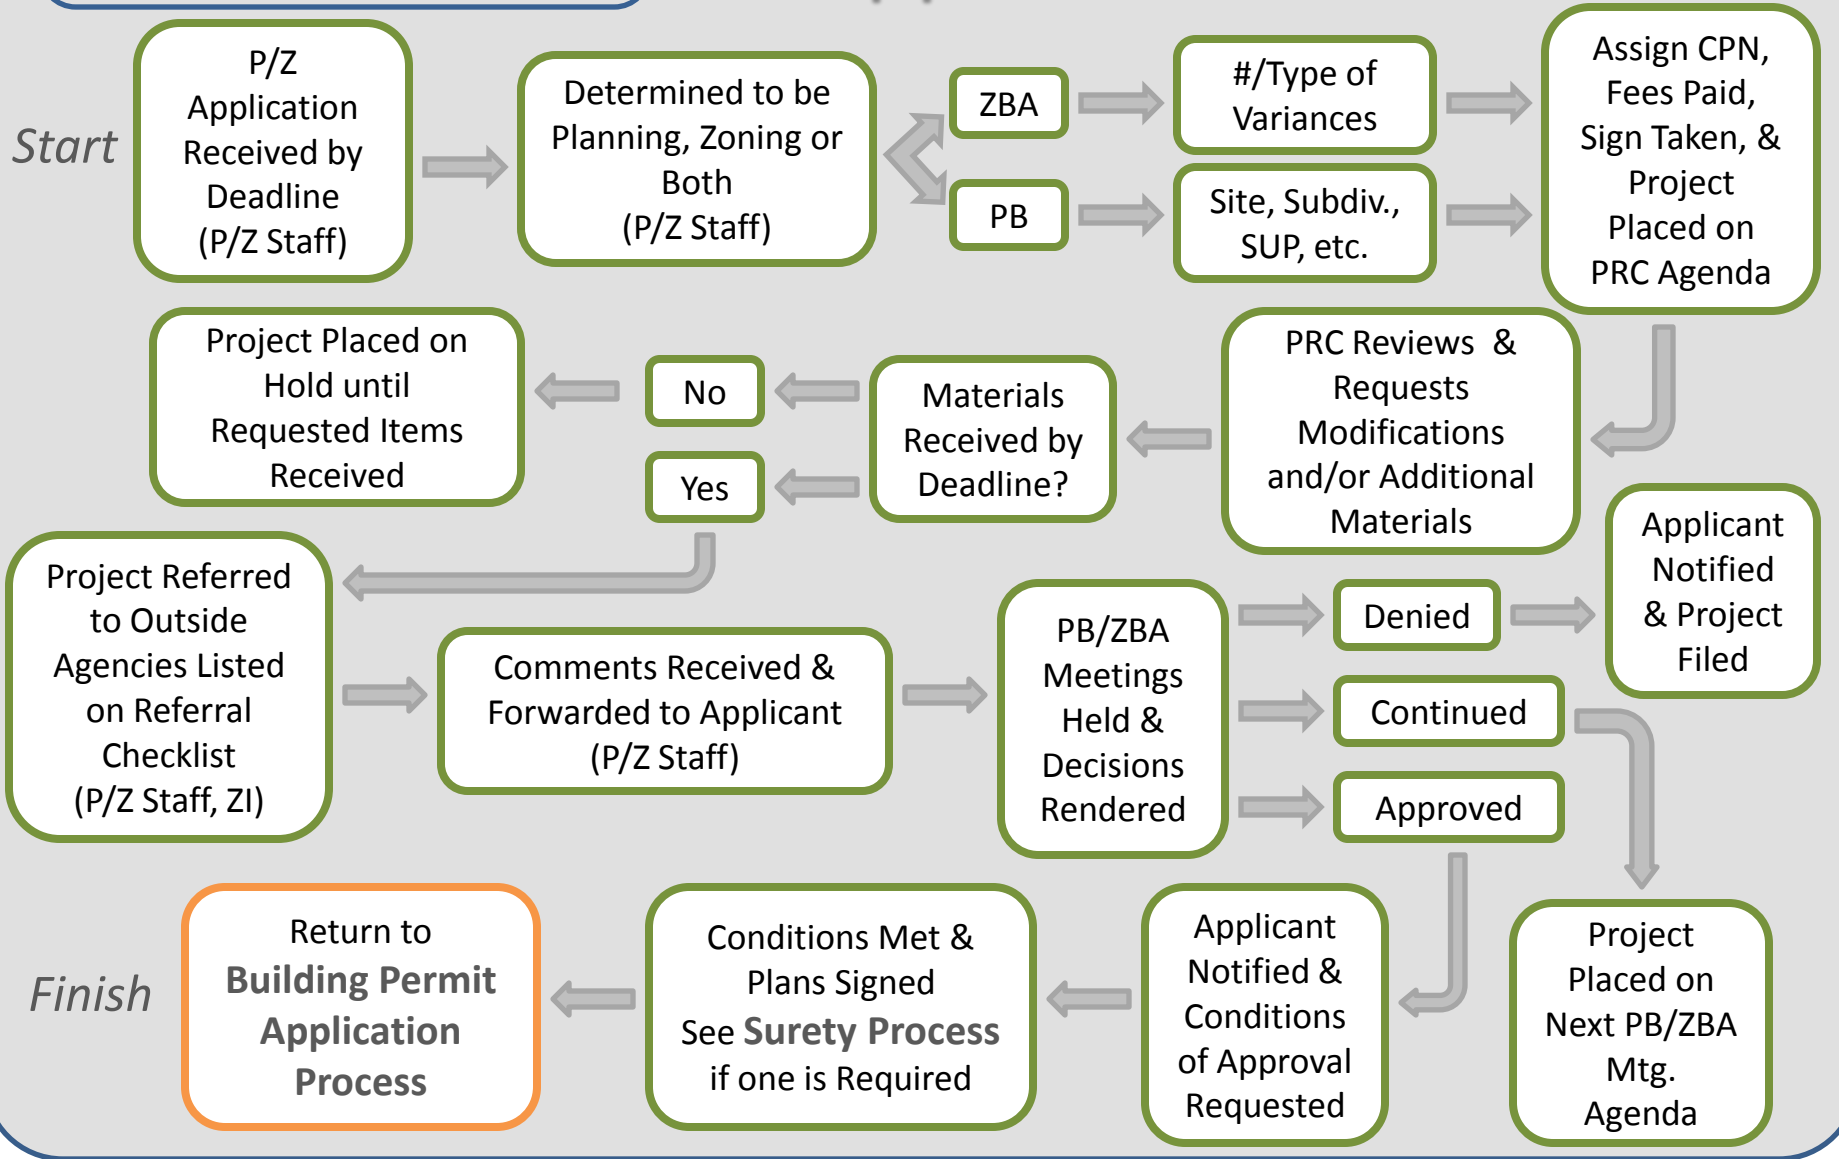 Start
P/Z
Application
Received by
Deadline
(P/Z Staff)
Determined to be
Planning, Zoning or
Both
(P/Z Staff)
ZBA
#/Type of
Variances
PB
Site, Subdiv.,
SUP, etc.
Assign CPN,
Fees Paid,
Sign Taken, &
Project
Placed on
PRC Agenda
PRC Reviews &
Requests
Modifications
and/or Additional
Materials
Materials
Received by
Deadline?
No
Yes
Project Placed on
Hold until
Requested Items
Received
Project Referred
to Outside
Agencies Listed
on Referral
Checklist
(P/Z Staff, ZI)
Comments Received &
Forwarded to Applicant
(P/Z Staff)
PB/ZBA
Meetings
Held &
Decisions
Rendered
Denied
Applicant
Notified
& Project
Filed
Continued
Approved
Project
Placed on
Next PB/ZBA
Mtg.
Agenda
Applicant
Notified &
Conditions
of Approval
Requested
Conditions Met &
Plans Signed
See Surety Process
if one is Required
Return to
Building Permit
Application
Process
Finish